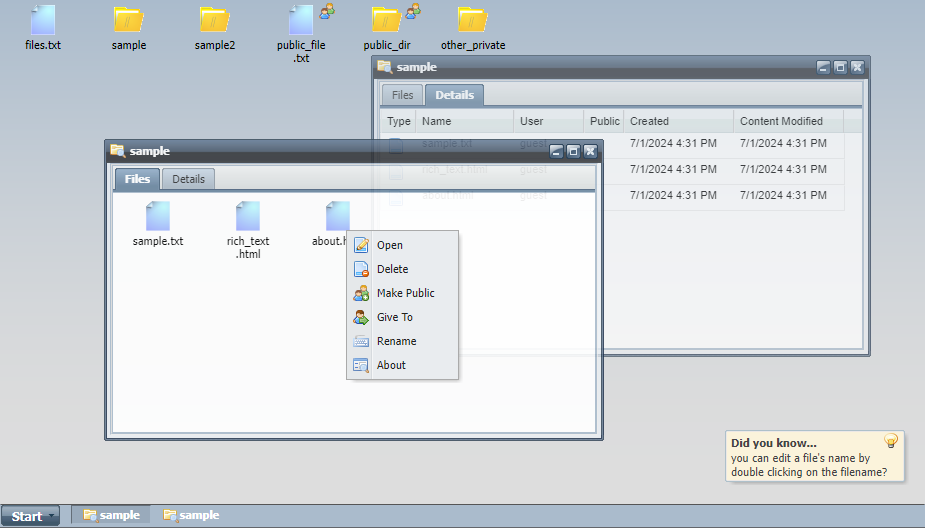 files.txt
sample
sample2
public_file
.txt
public_dir
other_private
sample
Files
Details
Type
Name
User
Public
Created
Content Modified
sample.txt
guest
7/1/2024 4:31 PM
7/1/2024 4:31 PM
rich_text.html
guest
7/1/2024 4:31 PM
7/1/2024 4:31 PM
about.html
guest
7/1/2024 4:31 PM
7/1/2024 4:31 PM
sample
Files
Details
sample.txt
rich_text
.html
about.h
Open
Delete
Make Public
Give To
Rename
About
Did you know...
you can edit a file's name by
double clicking on the filename?
Start
sample
sample